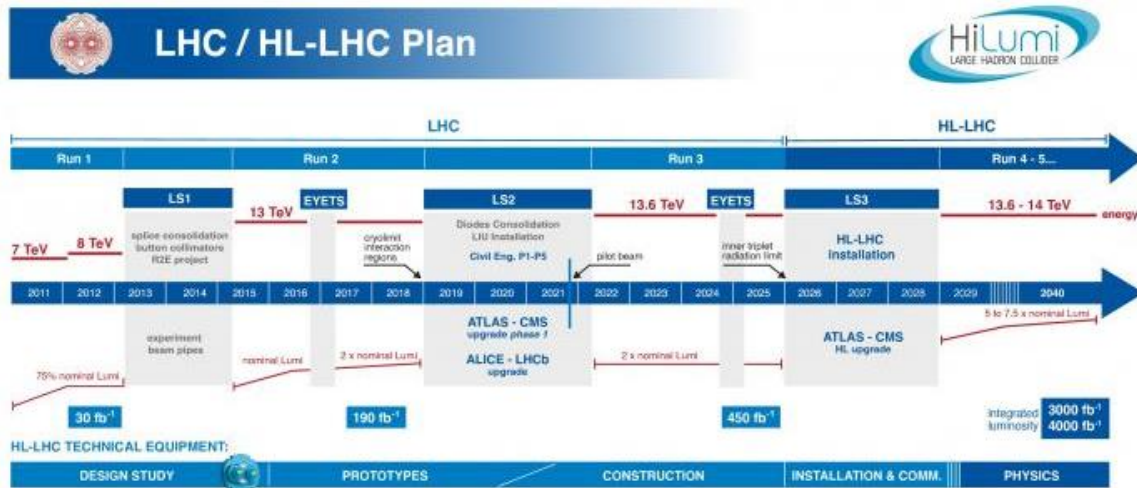 LHC / HL-LHC Plan
HiLumi
LARGE HADRON COLLIDER
LHC
HL-LHC
Run 1
Run 2
Run 3
Run 4 - 5...
LS1
EYETS
LS2
EYETS
LS3
13 TeV
13.6 TeV
13.6 - 14 TeV
energy
7 TeV
8 TeV
splice consolidation
button collimators
R2E project
cryolimit
interaction
regions
Diodes Consolidation
LIU Installation
Civil Eng. P1-P5
pilot beam
inner triplet
radiation limit
HL-LHC
installation
2011 2012 2013 2014 2015 2016 2017 2018 2019 2020 2021 2022 2023 2024 2025 2026 2027 2028 2029 2040
experiment
beam pipes
75% nominal Lumi
nominal Lumi
2 x nominal Lumi
ATLAS - CMS
upgrade phase 1
ALICE - LHCb
upgrade
2 x nominal Lumi
ATLAS - CMS
HL upgrade
5 to 7.5 x nominal Lumi
30 fb⁻¹
190 fb⁻¹
450 fb⁻¹
integrated
luminosity
3000 fb⁻¹
4000 fb⁻¹
HL-LHC TECHNICAL EQUIPMENT:
DESIGN STUDY
PROTOTYPES
CONSTRUCTION
INSTALLATION & COMM.
PHYSICS